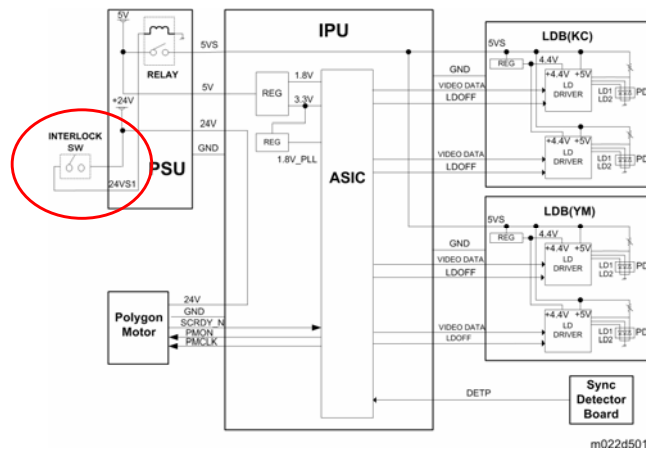 5V
RELAY
+24V
INTERLOCK
SW
24VS1
PSU
5VS
5V
24V
GND
IPU
REG
1.8V
3.3V
REG
1.8V_PLL
ASIC
GND
VIDEO DATA
LDOFF
VIDEO DATA
LDOFF
LDB(KC)
5VS
REG
4.4V
+4.4V +5V
LD
DRIVER
LD1
LD2
PD
+4.4V +5V
LD
DRIVER
LD1
LD2
PD
LDB(YM)
5VS
REG
4.4V
GND
VIDEO DATA
LDOFF
+4.4V +5V
LD
DRIVER
LD1
LD2
PD
VIDEO DATA
LDOFF
+4.4V +5V
LD
DRIVER
LD1
LD2
PD
Polygon
Motor
24V
GND
SCRDY_N
PMON
PMCLK
DETP
Sync
Detector
Board
m022d501